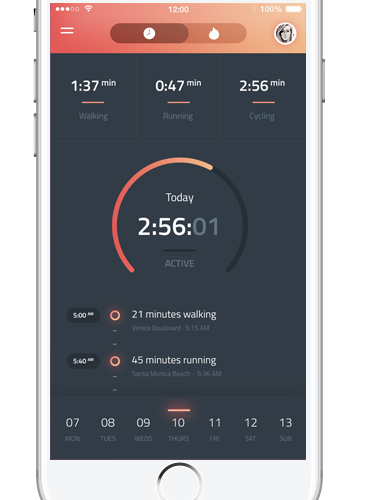 12:00
100%
1:37 min
0:47 min
2:56 min
Walking
Running
Cycling
Today
2:56:01
ACTIVE
5:00 AM
21 minutes walking
Venice Boulevard · 5:15 AM
5:40 AM
45 minutes running
Santa Monica Beach - 5:36 AM
07 08 09 10 11 12 13
MON TUES WEDS THURS FRI SAT SUN